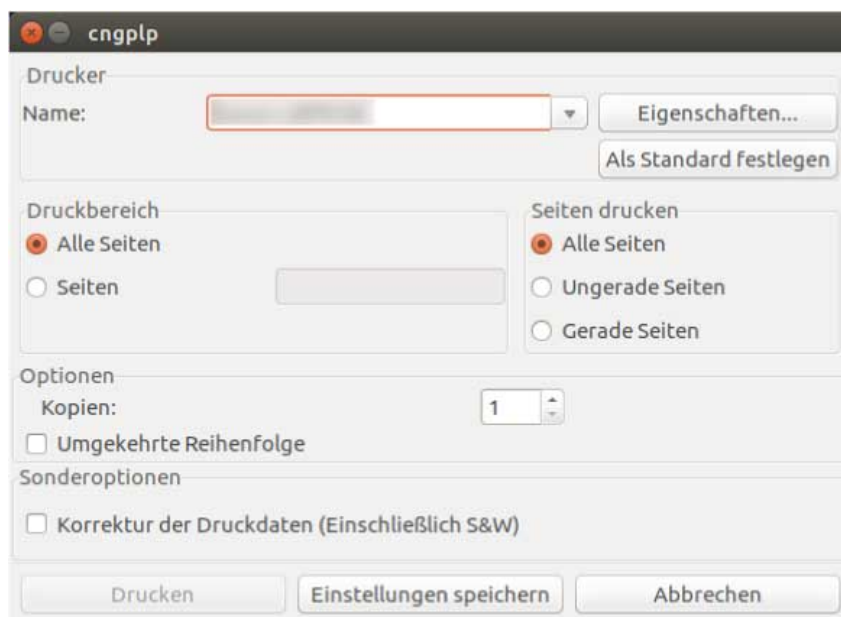 cngplp
Drucker
Name:
Eigenschaften...
Als Standard festlegen
Druckbereich
Alle Seiten
Seiten
Seiten drucken
Alle Seiten
Ungerade Seiten
Gerade Seiten
Optionen
Kopien: 1
Umgekehrte Reihenfolge
Sonderoptionen
Korrektur der Druckdaten (Einschließlich S&W)
Drucken Einstellungen speichern Abbrechen